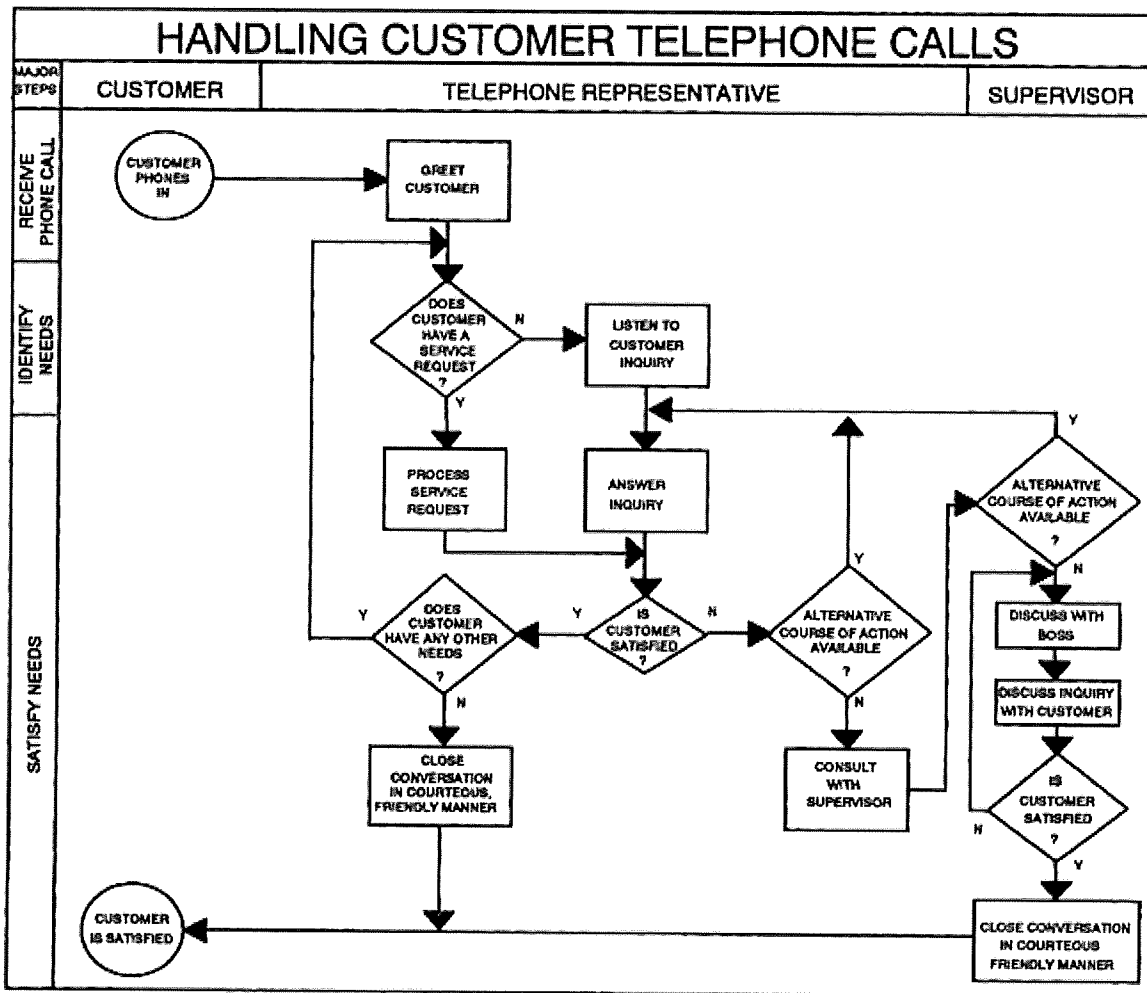 HANDLING CUSTOMER TELEPHONE CALLS
MAJOR
STEPS
CUSTOMER
TELEPHONE REPRESENTATIVE
SUPERVISOR
RECEIVE
PHONE CALL
CUSTOMER
PHONES
IN
GREET
CUSTOMER
IDENTIFY
NEEDS
DOES
CUSTOMER
HAVE A
SERVICE
REQUEST
?
N
Y
LISTEN TO
CUSTOMER
INQUIRY
SATISFY NEEDS
PROCESS
SERVICE
REQUEST
ANSWER
INQUIRY
Y
ALTERNATIVE
COURSE OF ACTION
AVAILABLE
?
N
Y
DOES
CUSTOMER
HAVE ANY OTHER
NEEDS
?
N
Y
IS
CUSTOMER
SATISFIED
?
N
Y
ALTERNATIVE
COURSE OF ACTION
AVAILABLE
?
N
DISCUSS WITH
BOSS
DISCUSS INQUIRY
WITH CUSTOMER
CLOSE
CONVERSATION
IN COURTEOUS,
FRIENDLY MANNER
CONSULT
WITH
SUPERVISOR
IS
CUSTOMER
SATISFIED
?
N
Y
CUSTOMER
IS SATISFIED
CLOSE CONVERSATION
IN COURTEOUS
FRIENDLY MANNER